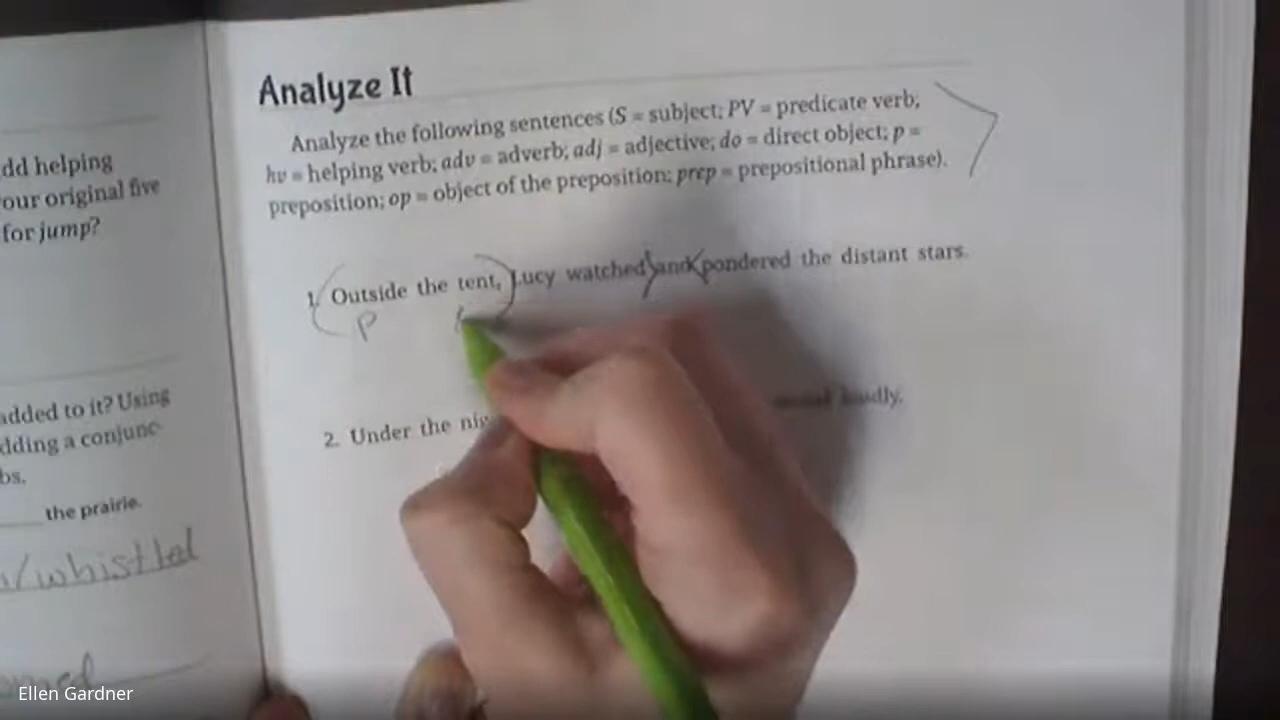 Analyze It
Analyze the following sentences (S = subject; PV = predicate verb;
hv = helping verb; adv = adverb; adj = adjective; do = direct object; p =
preposition; op = object of the preposition; prep = prepositional phrase).
1. Outside the tent, Lucy watched and pondered the distant stars.
p
2. Under the loudly.
dd helping
our original five
for jump?
added to it? Using
dding a conjunc-
bs.
the prairie.
/whistled
Ellen Gardner